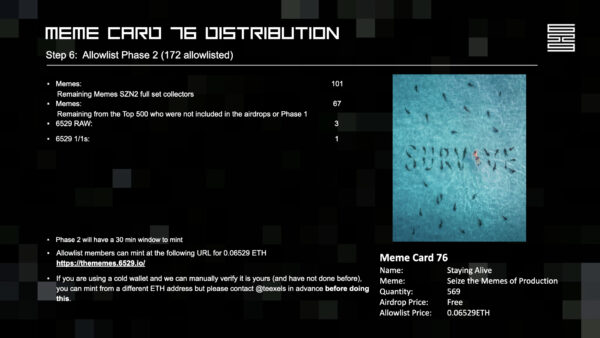 MEME CARD 76 DISTRIBUTION
Step 6: Allowlist Phase 2 (172 allowlisted)
• Memes: 101
Remaining Memes SZN2 full set collectors
• Memes: 67
Remaining from the Top 500 who were not included in the airdrops or Phase 1
• 6529 RAW: 3
• 6529 1/1s: 1
SURVIVE
• Phase 2 will have a 30 min window to mint
• Allowlist members can mint at the following URL for 0.06529 ETH
https://thememes.6529.io/
• If you are using a cold wallet and we can manually verify it is yours (and have not done before),
you can mint from a different ETH address but please contact @teexels in advance before doing
this.
Meme Card 76
Name: Staying Alive
Meme: Seize the Memes of Production
Quantity: 569
Airdrop Price: Free
Allowlist Price: 0.06529ETH